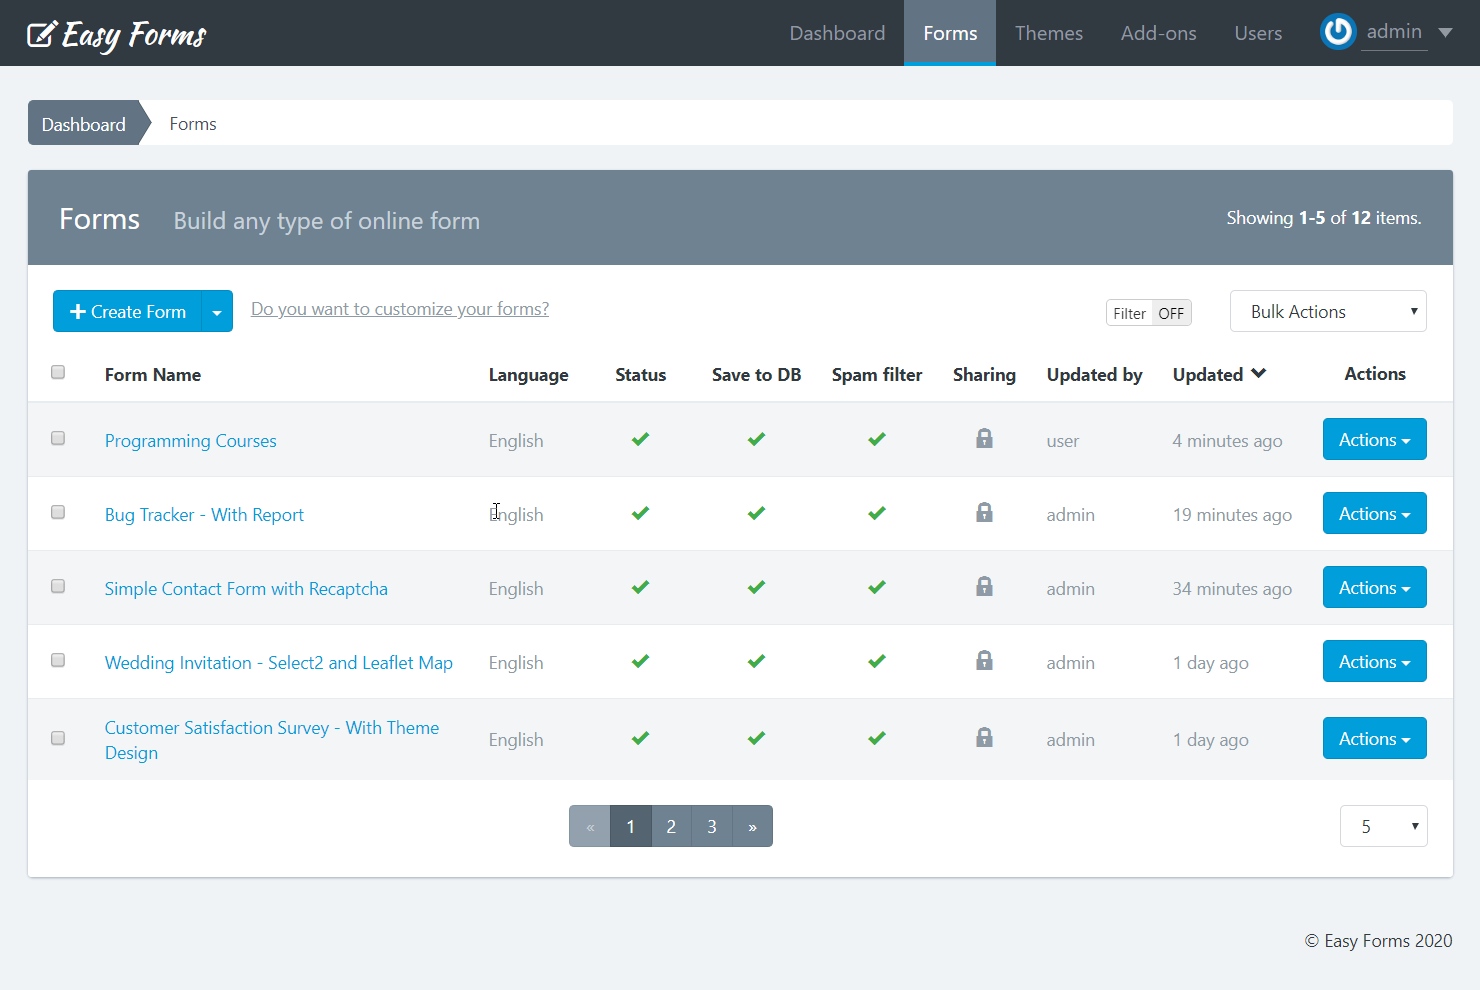 Easy Forms
Dashboard Forms Themes Add-ons Users admin
Dashboard Forms
Forms Build any type of online form Showing 1-5 of 12 items.
Create Form Do you want to customize your forms? Filter OFF Bulk Actions
Form Name Language Status Save to DB Spam filter Sharing Updated by Updated Actions
Programming Courses English user 4 minutes ago Actions
Bug Tracker - With Report English admin 19 minutes ago Actions
Simple Contact Form with Recaptcha English admin 34 minutes ago Actions
Wedding Invitation - Select2 and Leaflet Map English admin 1 day ago Actions
Customer Satisfaction Survey - With Theme
Design English admin 1 day ago Actions
« 1 2 3 » 5
© Easy Forms 2020